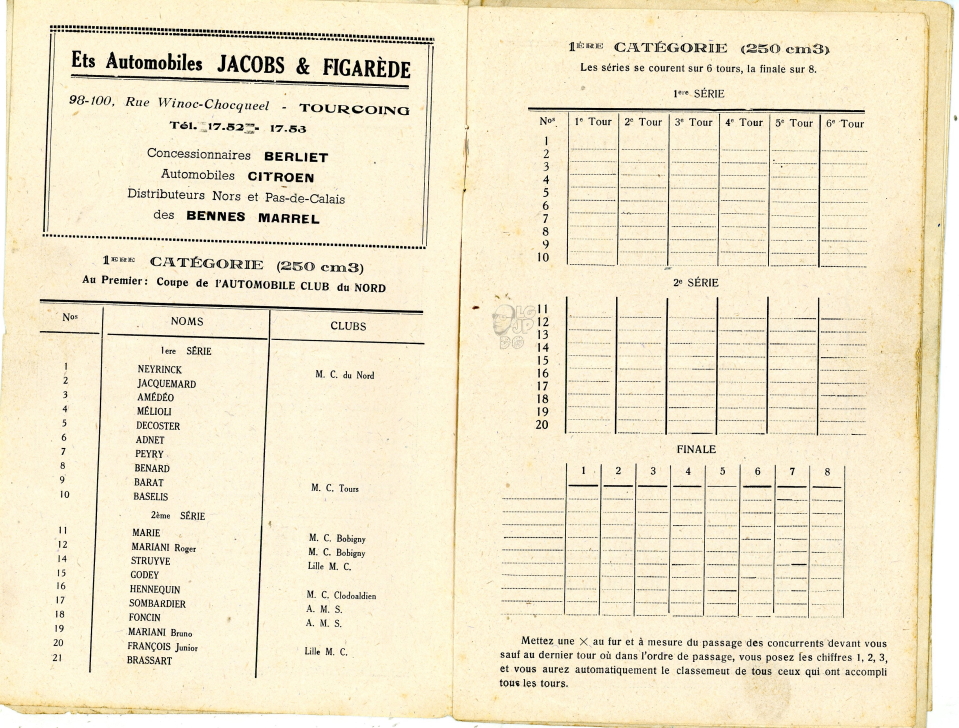 Ets Automobiles JACOBS & FIGARÈDE
98-100, Rue Winoc-Chocqueel - TOURCOING
Tél. 17.52 - 17.53
Concessionnaires BERLIET
Automobiles CITROEN
Distributeurs Nors et Pas-de-Calais
des BENNES MARREL
1ERE CATÉGORIE (250 cm3)
Au Premier: Coupe de l'AUTOMOBILE CLUB du NORD
Nos NOMS CLUBS
1ere SÉRIE
1 NEYRINCK M. C. du Nord
2 JACQUEMARD
3 AMÉDÉO
4 MÉLIOLI
5 DECOSTER
6 ADNET
7 PEYRY
8 BENARD
9 BARAT M. C. Tours
10 BASELIS
2ème SÉRIE
11 MARIE M. C. Bobigny
12 MARIANI Roger M. C. Bobigny
14 STRUYVE Lille M. C.
15 GODEY
16 HENNEQUIN M. C. Clodoaldien
17 SOMBARDIER A. M. S.
18 FONCIN A. M. S.
19 MARIANI Bruno
20 FRANÇOIS Junior Lille M. C.
21 BRASSART
1ÈRE CATÉGORIE (250 cm3)
Les séries se courent sur 6 tours, la finale sur 8.
1ere SÉRIE
Nos 1e Tour 2e Tour 3e Tour 4e Tour 5e Tour 6e Tour
1
2
3
4
5
6
7
8
9
10
2e SÉRIE
11
12
13
14
15
16
17
18
19
20
LG
JP
DG
FINALE
1 2 3 4 5 6 7 8
Mettez une X au fur et à mesure du passage des concurrents devant vous
sauf au dernier tour où dans l'ordre de passage, vous posez les chiffres 1, 2, 3,
et vous aurez automatiquement le classemeut de tous ceux qui ont accompli
tous les tours.